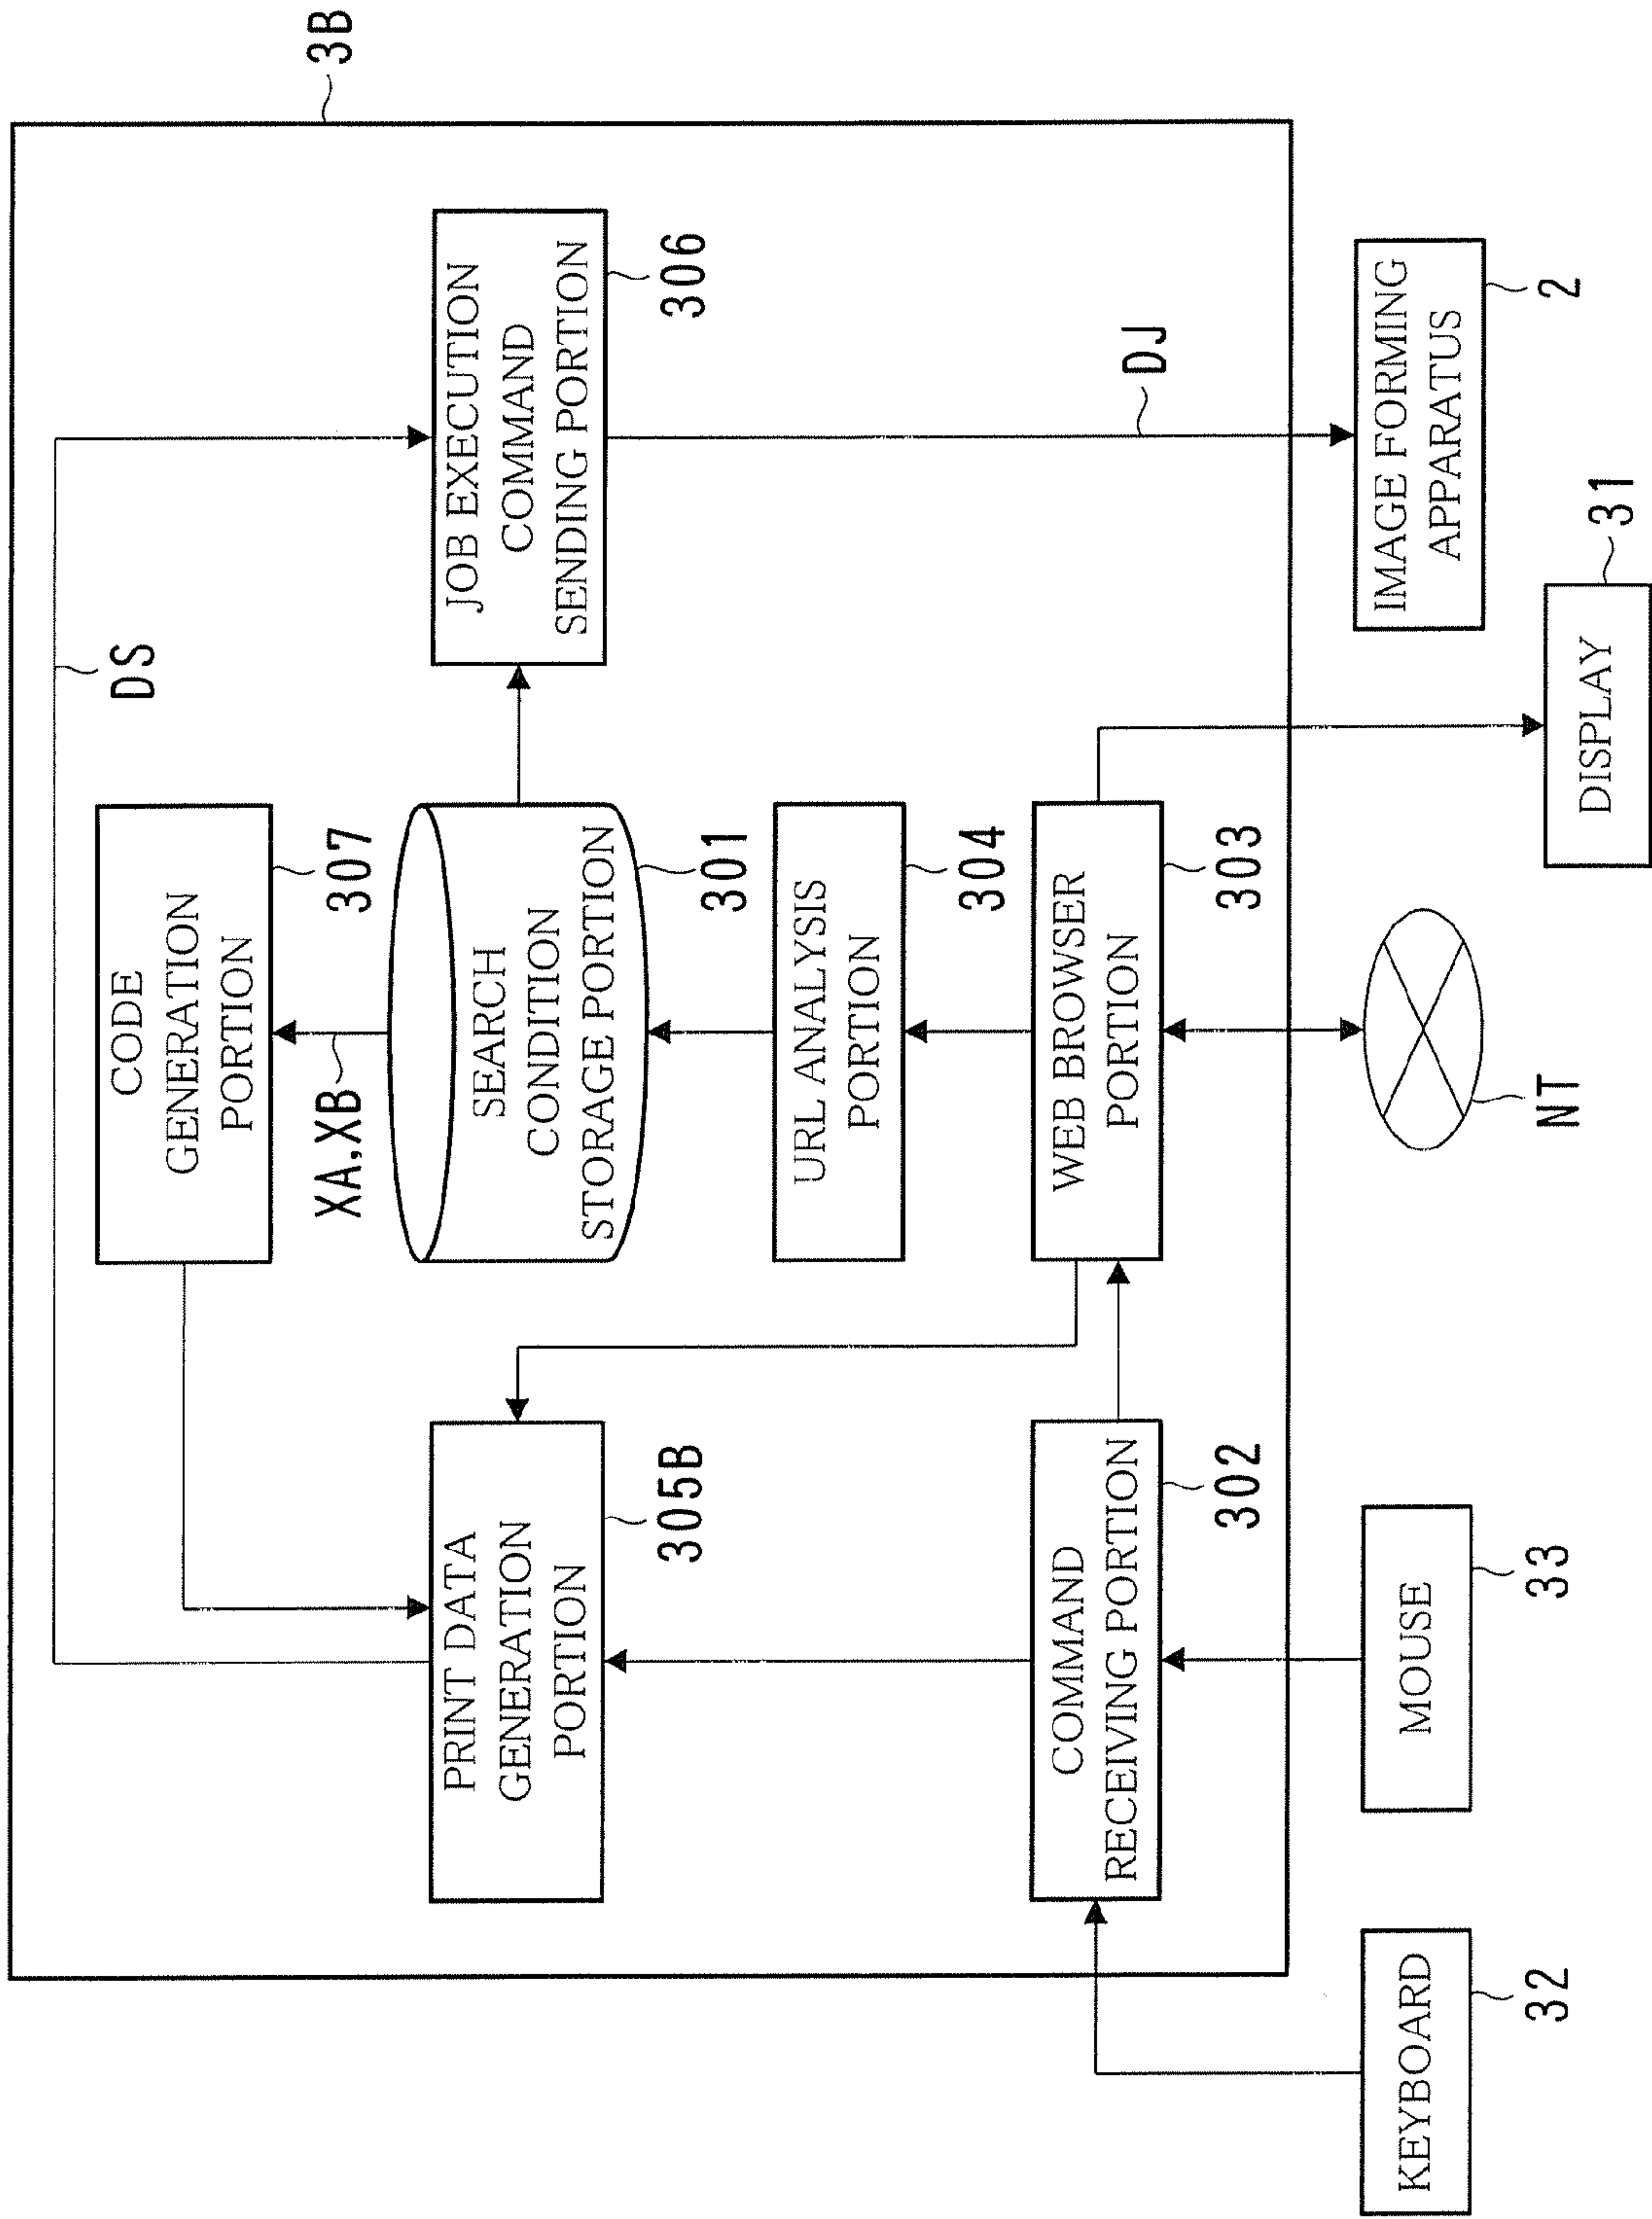 3B
DS
CODE
GENERATION
PORTION
307
XA,XB
PRINT DATA
GENERATION
PORTION
305B
SEARCH
CONDITION
STORAGE PORTION
301
JOB EXECUTION
COMMAND
SENDING PORTION
306
URL ANALYSIS
PORTION
304
COMMAND
RECEIVING PORTION
302
WEB BROWSER
PORTION
303
DJ
KEYBOARD
32
MOUSE
33
NT
DISPLAY
31
IMAGE FORMING
APPARATUS
2